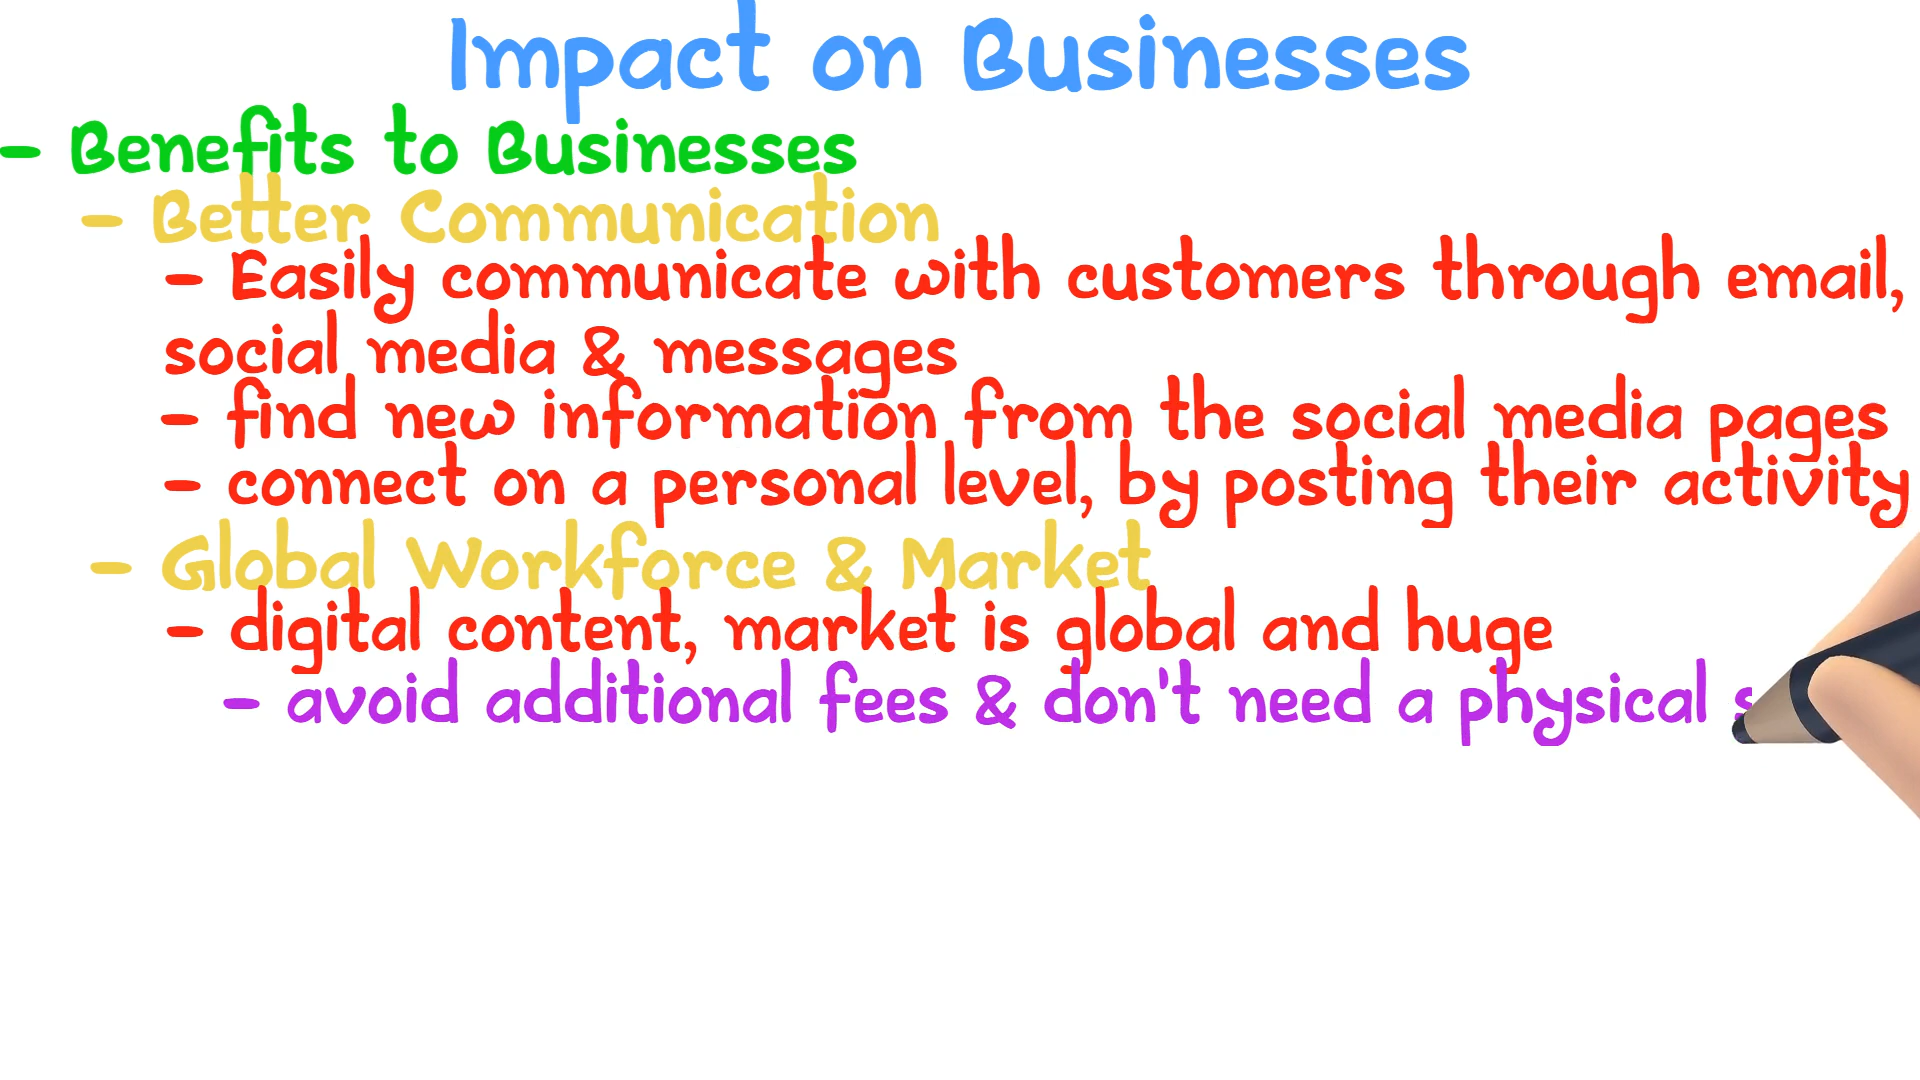 Impact on Businesses
- Benefits to Businesses
- Better Communication
- Easily communicate with customers through email,
social media & messages
- find new information from the social media pages
- connect on a personal level, by posting their activity
- Global Workforce & Market
- digital content, market is global and huge
- avoid additional fees & don't need a physical s